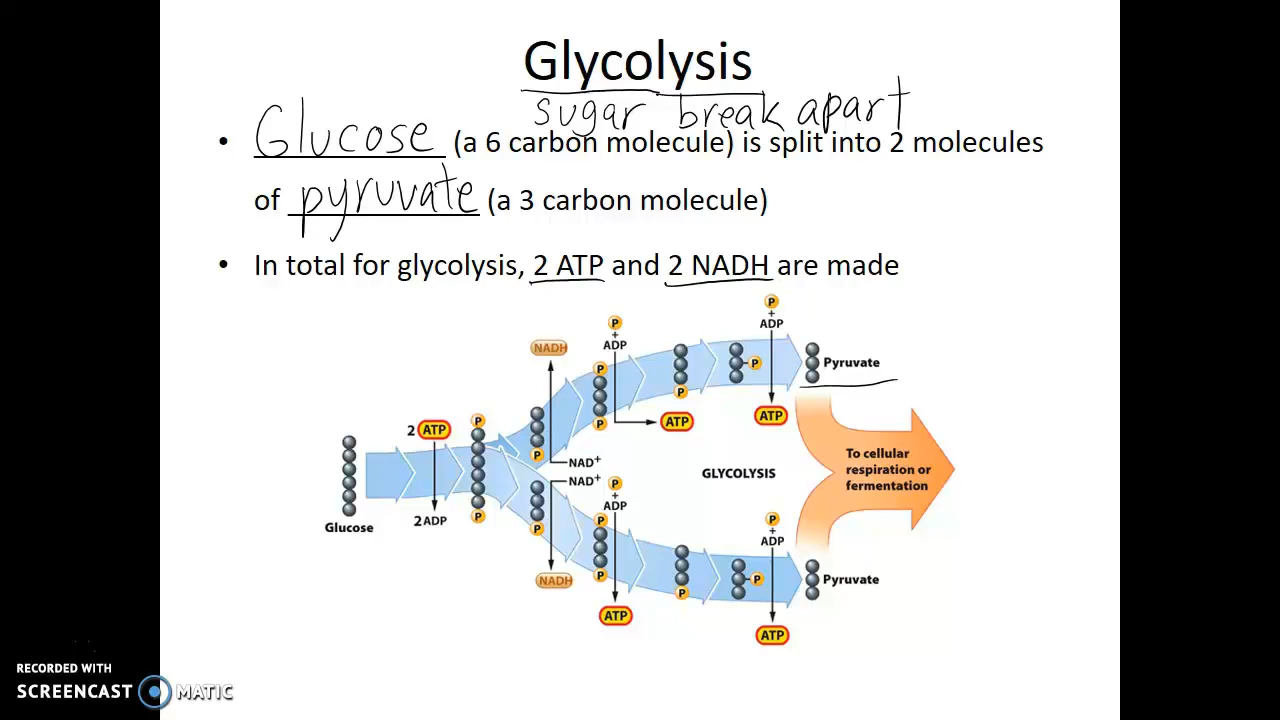 Glycolysis
sugar break apart
• Glucose (a 6 carbon molecule) is split into 2 molecules
of pyruvate (a 3 carbon molecule)
• In total for glycolysis, 2 ATP and 2 NADH are made
P
+
ADP
P
+
ADP
NADH
P
P
Pyruvate
P
P
P
ATP
ATP
2 ATP
P
P
To cellular
respiration or
fermentation
NAD+
GLYCOLYSIS
NAD+
Glucose
2 ADP
P
P
P
+
ADP
P
+
ADP
P
P
P
Pyruvate
NADH
P
ATP
ATP
RECORDED WITH
SCREENCAST MATIC